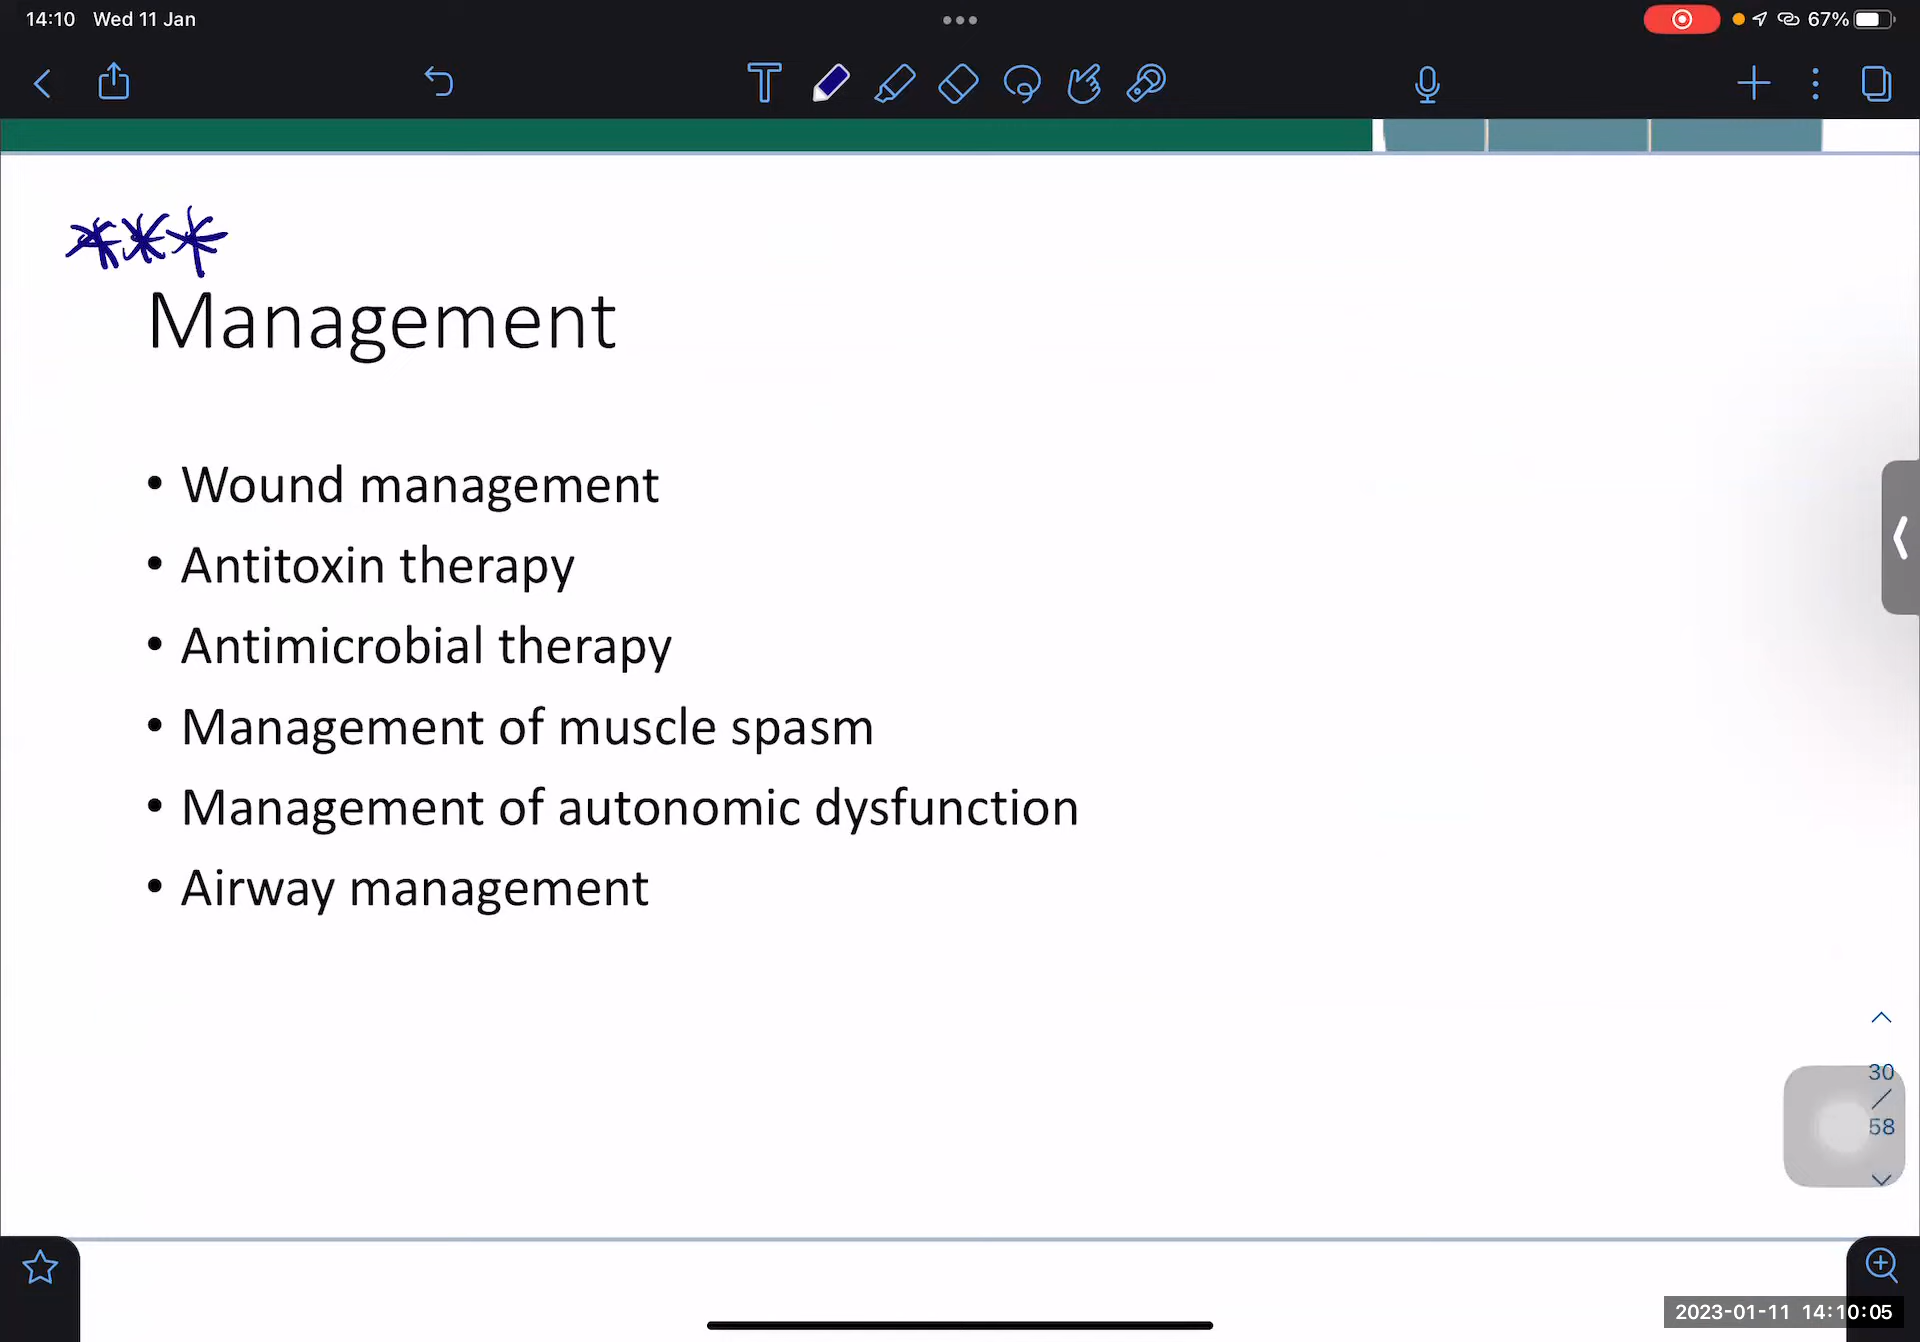 14:10 Wed 11 Jan
67%
***
Management
• Wound management
• Antitoxin therapy
• Antimicrobial therapy
• Management of muscle spasm
• Management of autonomic dysfunction
• Airway management
30
/
58
2023-01-11 14:10:05